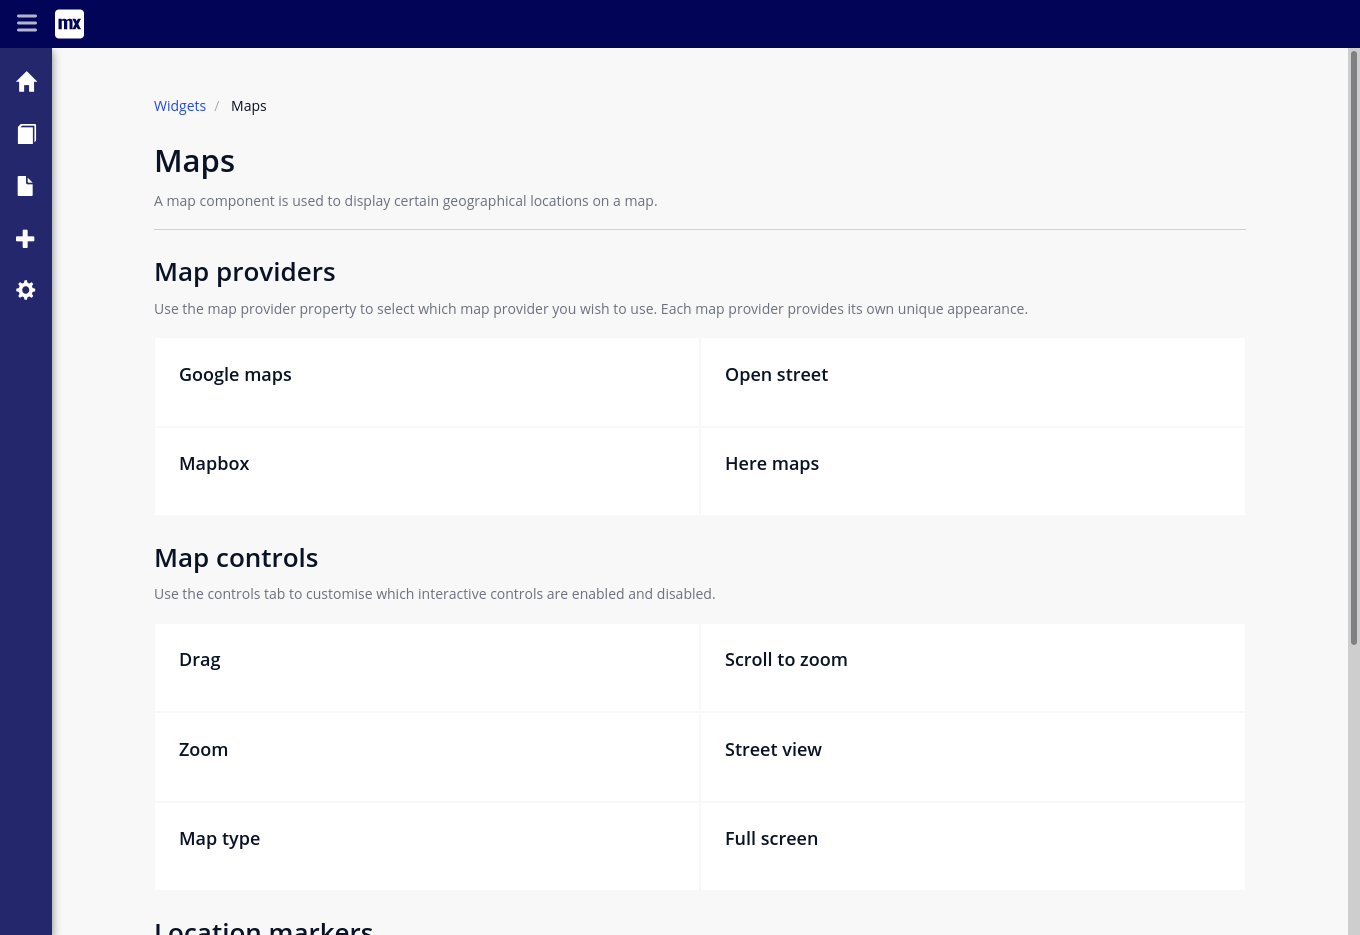 mx
Widgets / Maps
Maps
A map component is used to display certain geographical locations on a map.
Map providers
Use the map provider property to select which map provider you wish to use. Each map provider provides its own unique appearance.
Google maps
Open street
Mapbox
Here maps
Map controls
Use the controls tab to customise which interactive controls are enabled and disabled.
Drag
Scroll to zoom
Zoom
Street view
Map type
Full screen
Location markers